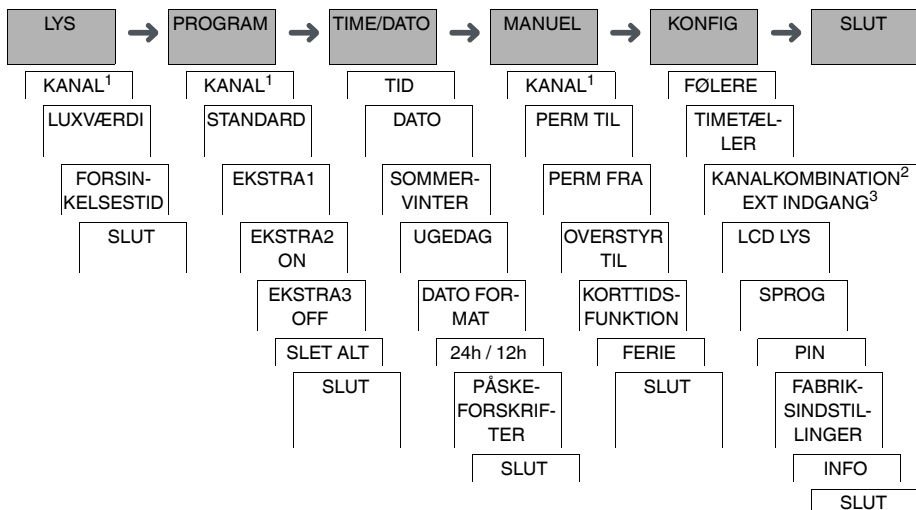 LYS
PROGRAM
TIME/DATO
MANUEL
KONFIG
SLUT
KANAL¹
LUXVÆRDI
FORSIN-
KELSESTID
SLUT
KANAL¹
STANDARD
EKSTRA1
EKSTRA2
ON
EKSTRA3
OFF
SLET ALT
SLUT
TID
DATO
SOMMER-
VINTER
UGEDAG
DATO FOR-
MAT
24h / 12h
PÅSKE-
FORSKRIF-
TER
SLUT
KANAL¹
PERM TIL
PERM FRA
OVERSTYR
TIL
KORTTIDS-
FUNKTION
FERIE
SLUT
FØLERE
TIMETÆL-
LER
KANALKOMBINATION²
EXT INDGANG³
LCD LYS
SPROG
PIN
FABRIK-
SINDSTIL-
LINGER
INFO
SLUT